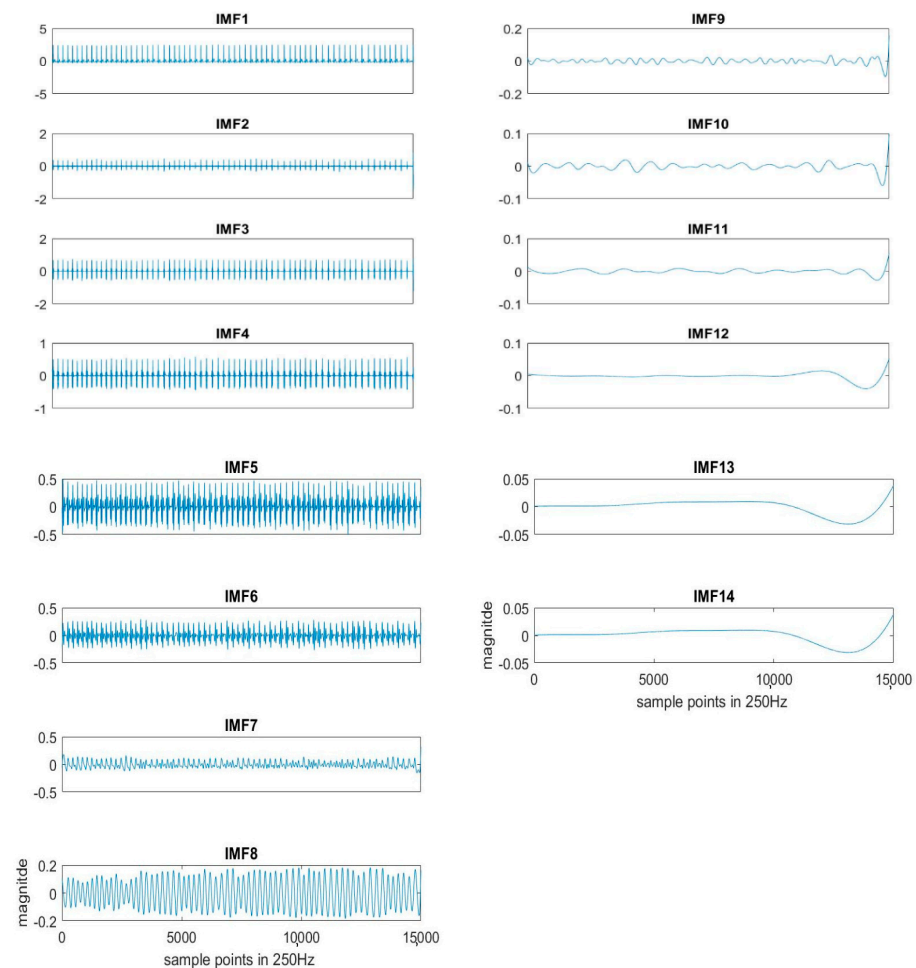 IMF1
5
0
-5
IMF2
2
0
-2
IMF3
2
0
-2
IMF4
1
0
-1
IMF5
0.5
0
-0.5
IMF6
0.5
0
-0.5
IMF7
0.5
0
-0.5
IMF8
0.2
0
-0.2
magnitde
0 5000 10000 15000
sample points in 250Hz
IMF9
0.2
0
-0.2
IMF10
0.1
0
-0.1
IMF11
0.1
0
-0.1
IMF12
0.1
0
-0.1
IMF13
0.05
0
-0.05
IMF14
0.05
0
-0.05
magnitde
0 5000 10000 15000
sample points in 250Hz